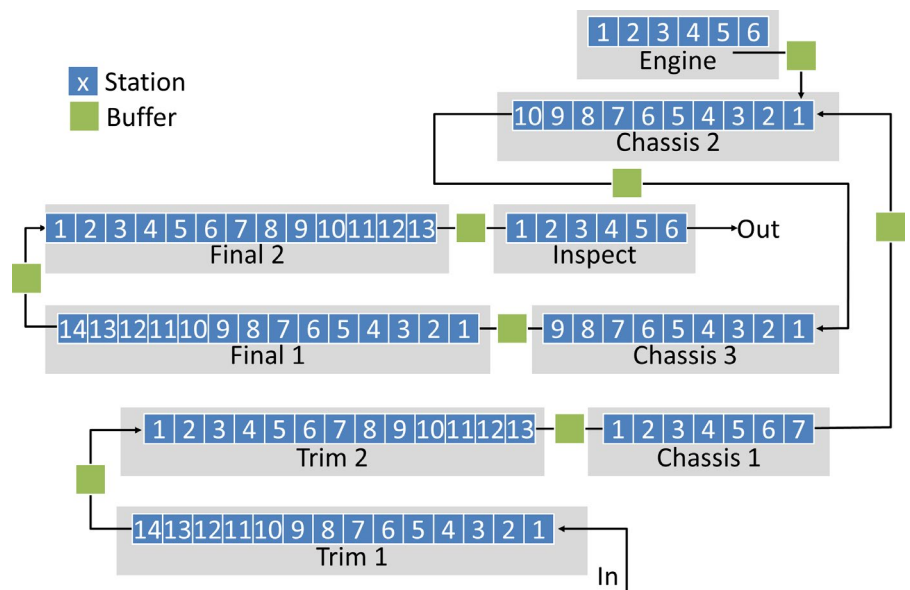 1 2 3 4 5 6
Engine
x Station
Buffer
10 9 8 7 6 5 4 3 2 1
Chassis 2
1 2 3 4 5 6 7 8 9 10 11 12 13
Final 2
1 2 3 4 5 6
Inspect
Out
14 13 12 11 10 9 8 7 6 5 4 3 2 1
Final 1
9 8 7 6 5 4 3 2 1
Chassis 3
1 2 3 4 5 6 7 8 9 10 11 12 13
Trim 2
1 2 3 4 5 6 7
Chassis 1
14 13 12 11 10 9 8 7 6 5 4 3 2 1
Trim 1
In